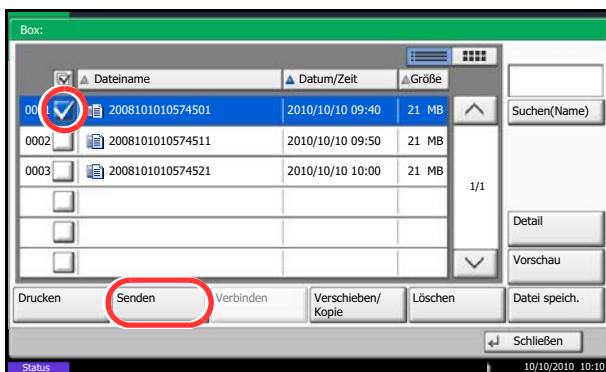 Box:
Dateiname Datum/Zeit Größe
0001 2008101010574501 2010/10/10 09:40 21 MB
Suchen(Name)
0002 2008101010574511 2010/10/10 09:50 21 MB
0003 2008101010574521 2010/10/10 10:00 21 MB
1/1
Detail
Vorschau
Drucken Senden Verbinden Verschieben/ Kopie Löschen Datei speich.
Schließen
Status 10/10/2010 10:10